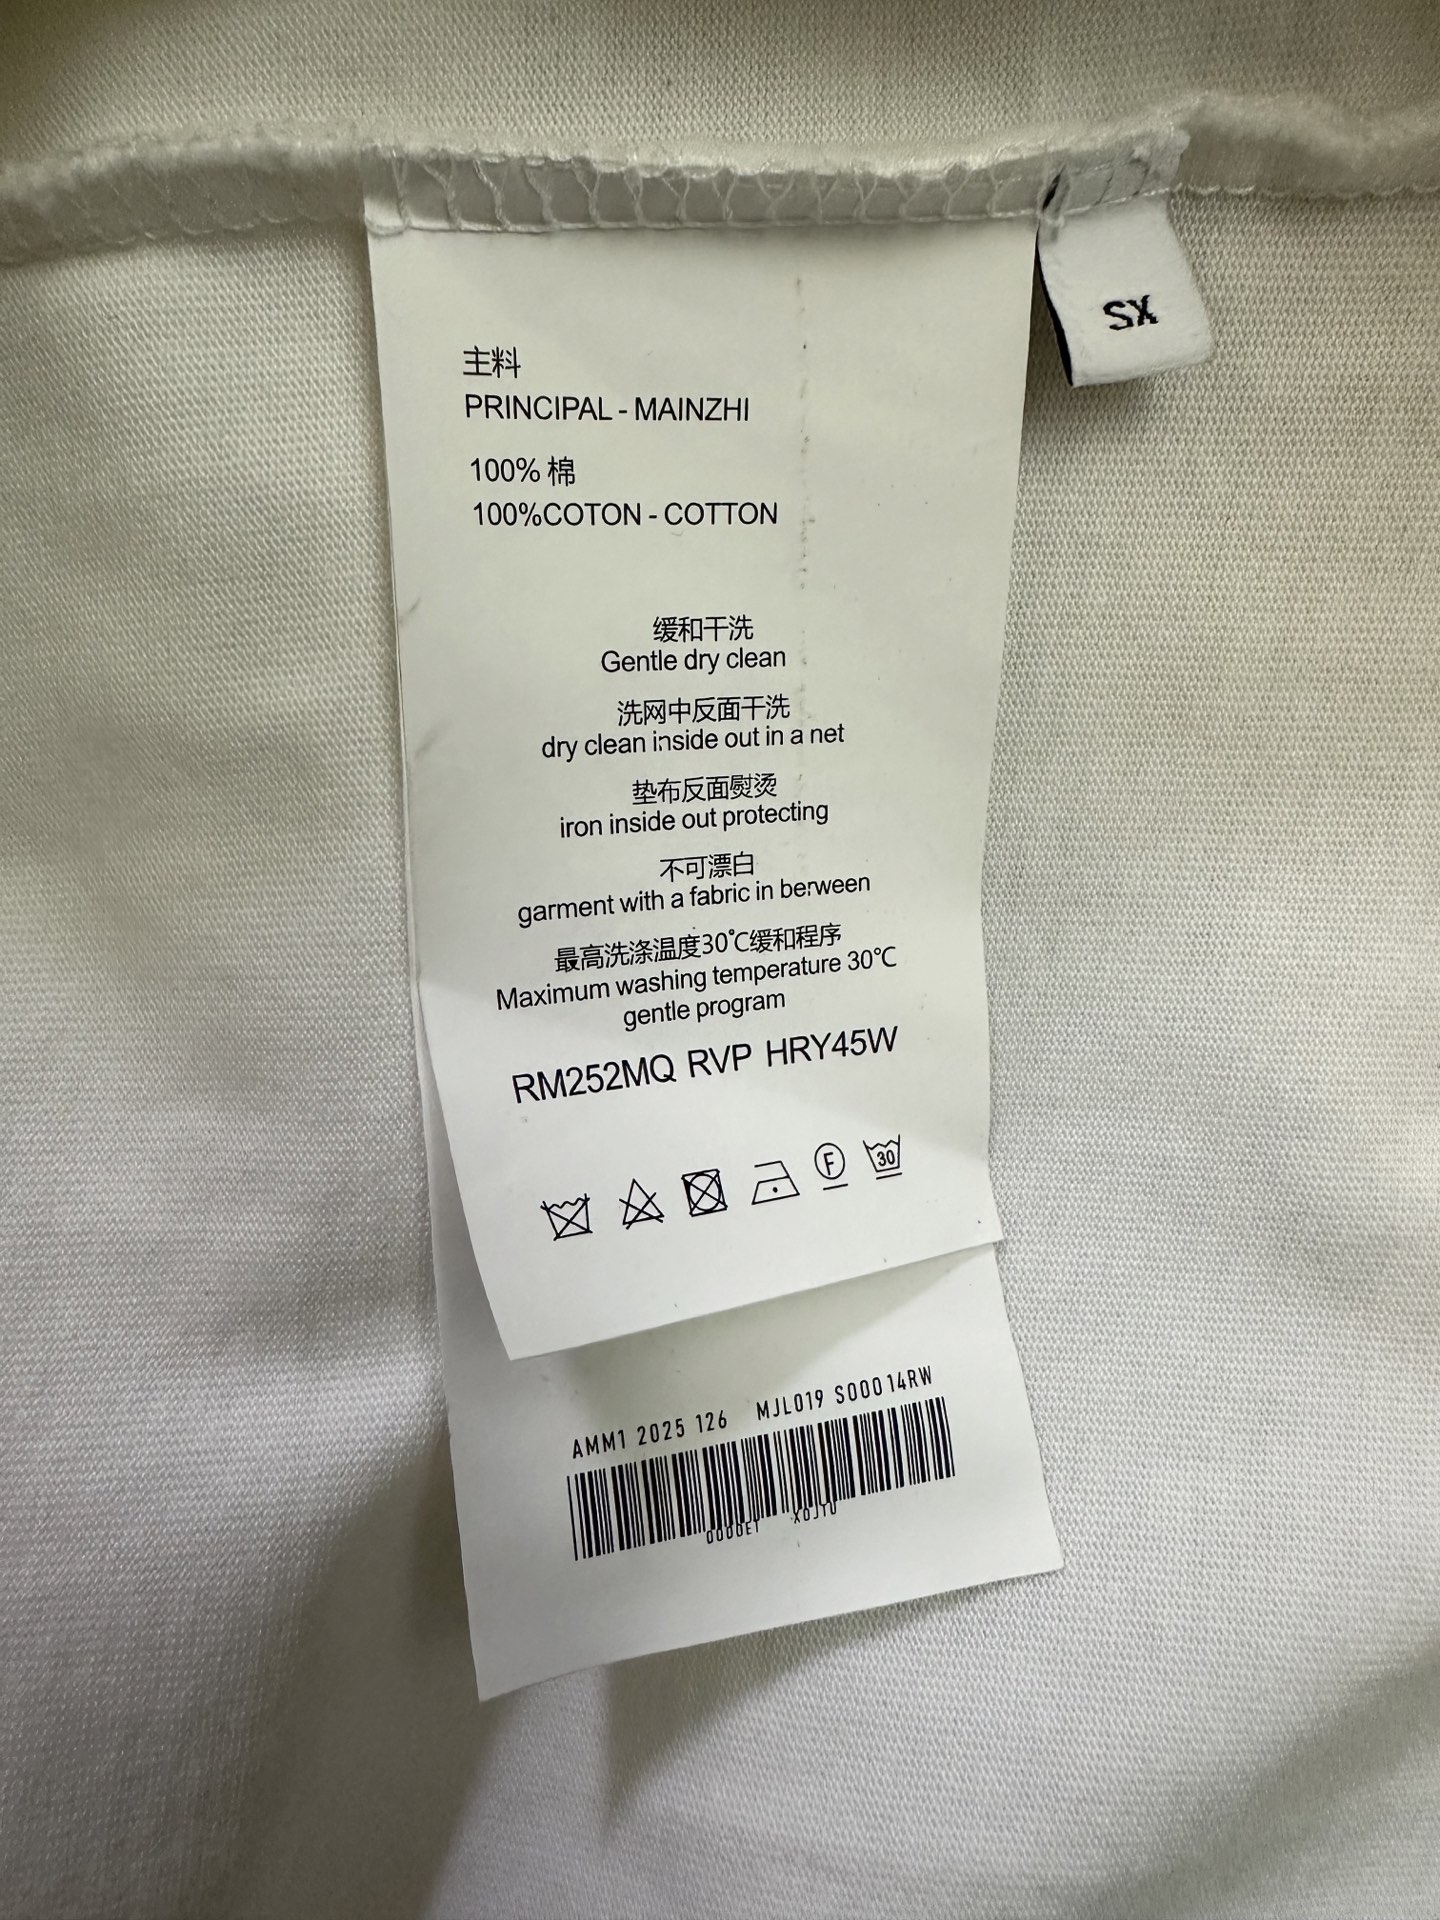 SX
主料
PRINCIPAL - MAINZHI
100% 棉
100%COTON - COTTON
缓和干洗
Gentle dry clean
洗网中反面干洗
dry clean inside out in a net
垫布反面熨烫
iron inside out protecting
不可漂白
garment with a fabric in berween
最高洗涤温度30℃缓和程序
Maximum washing temperature 30℃
gentle program
RM252MQ RVP HRY45W
F 30
AMM1 2025 126 MJL019 S00014RW